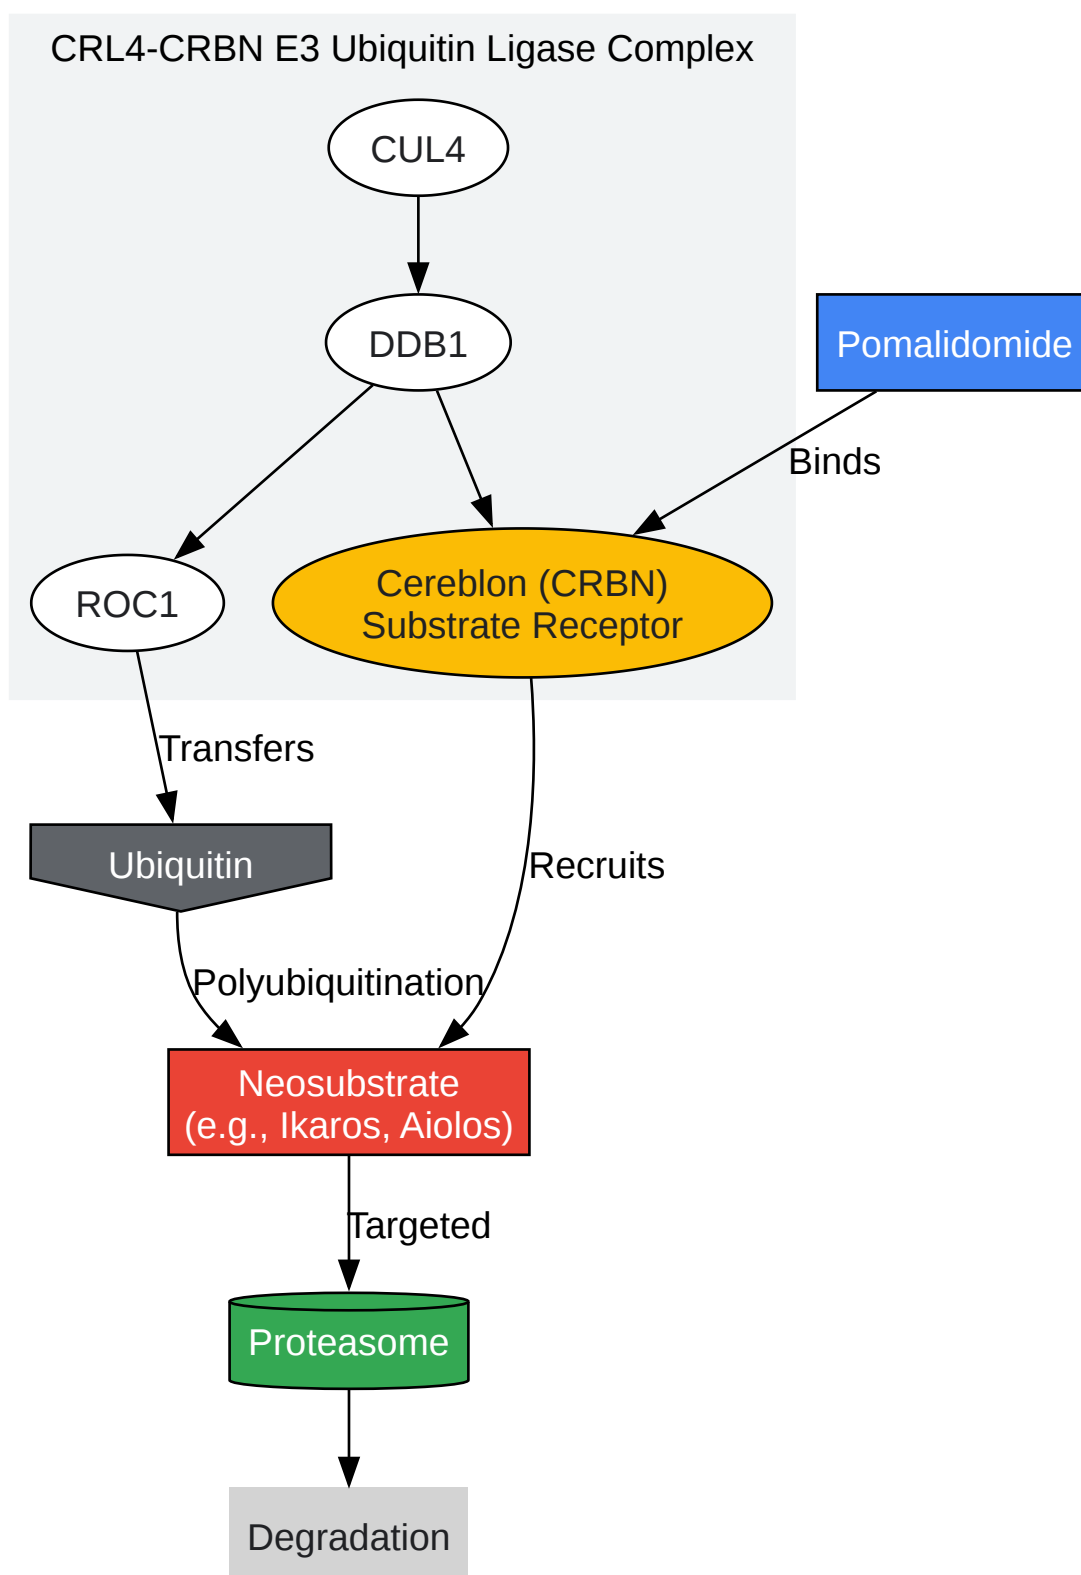 CRL4-CRBN E3 Ubiquitin Ligase Complex
CUL4
DDB1
Pomalidomide
Binds
ROC1
Cereblon (CRBN)
Substrate Receptor
Transfers
Ubiquitin
Recruits
Polyubiquitination
Neosubstrate
(e.g., Ikaros, Aiolos)
Targeted
Proteasome
Degradation